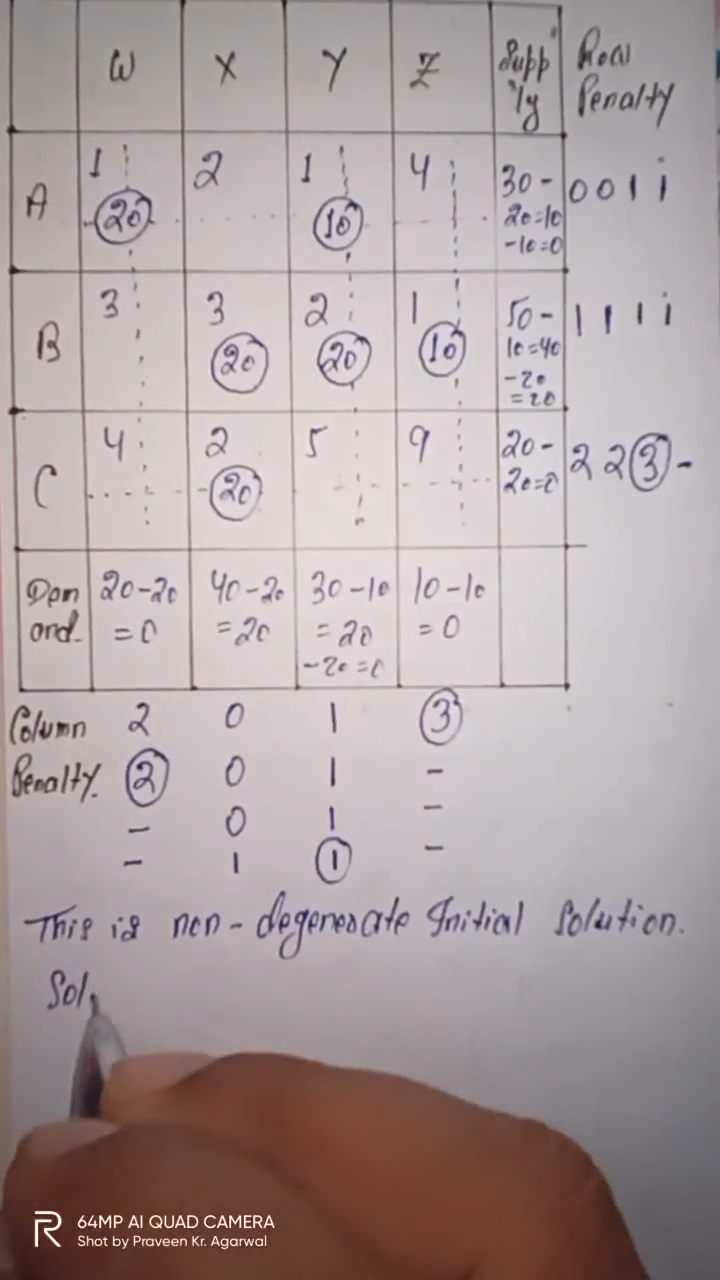 W X Y Z Supp'ly Row Penalty
A 1 (20) 2 1 (10) 4 30-20=10-10=0 0 0 1 1
B 3 3 (20) 2 (20) 1 (10) 50-10=40-20=20 1 1 1 1
C 4 2 (20) 5 9 20-20=0 2 2 (3) -
Demand. 20-20=0 40-20=20 30-10=20-20=0 10-10=0
Column 2 0 1 (3)
Penalty. (2) 0 1 -
- 0 1 -
- 1 (1) -
This is non-degenerate Initial Solution.
Sol
R 64MP AI QUAD CAMERA
Shot by Praveen Kr. Agarwal